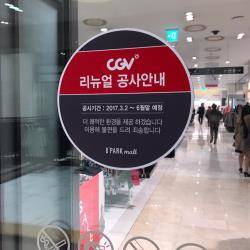 CGV
리뉴얼 공사안내
공사기간 : 2017.3.2 ~ 6월말 예정
더 쾌적한 환경을 제공 하겠습니다
이용에 불편을 드려 죄송합니다
D'PARK mall